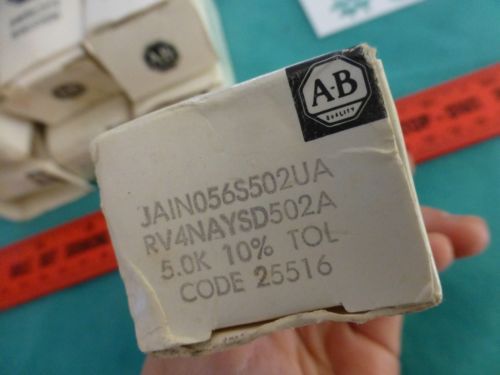 A-B
QUALITY
JAIN056S502UA
RV4NAYSD502A
5.0K 10% TOL
CODE 25516
A-B